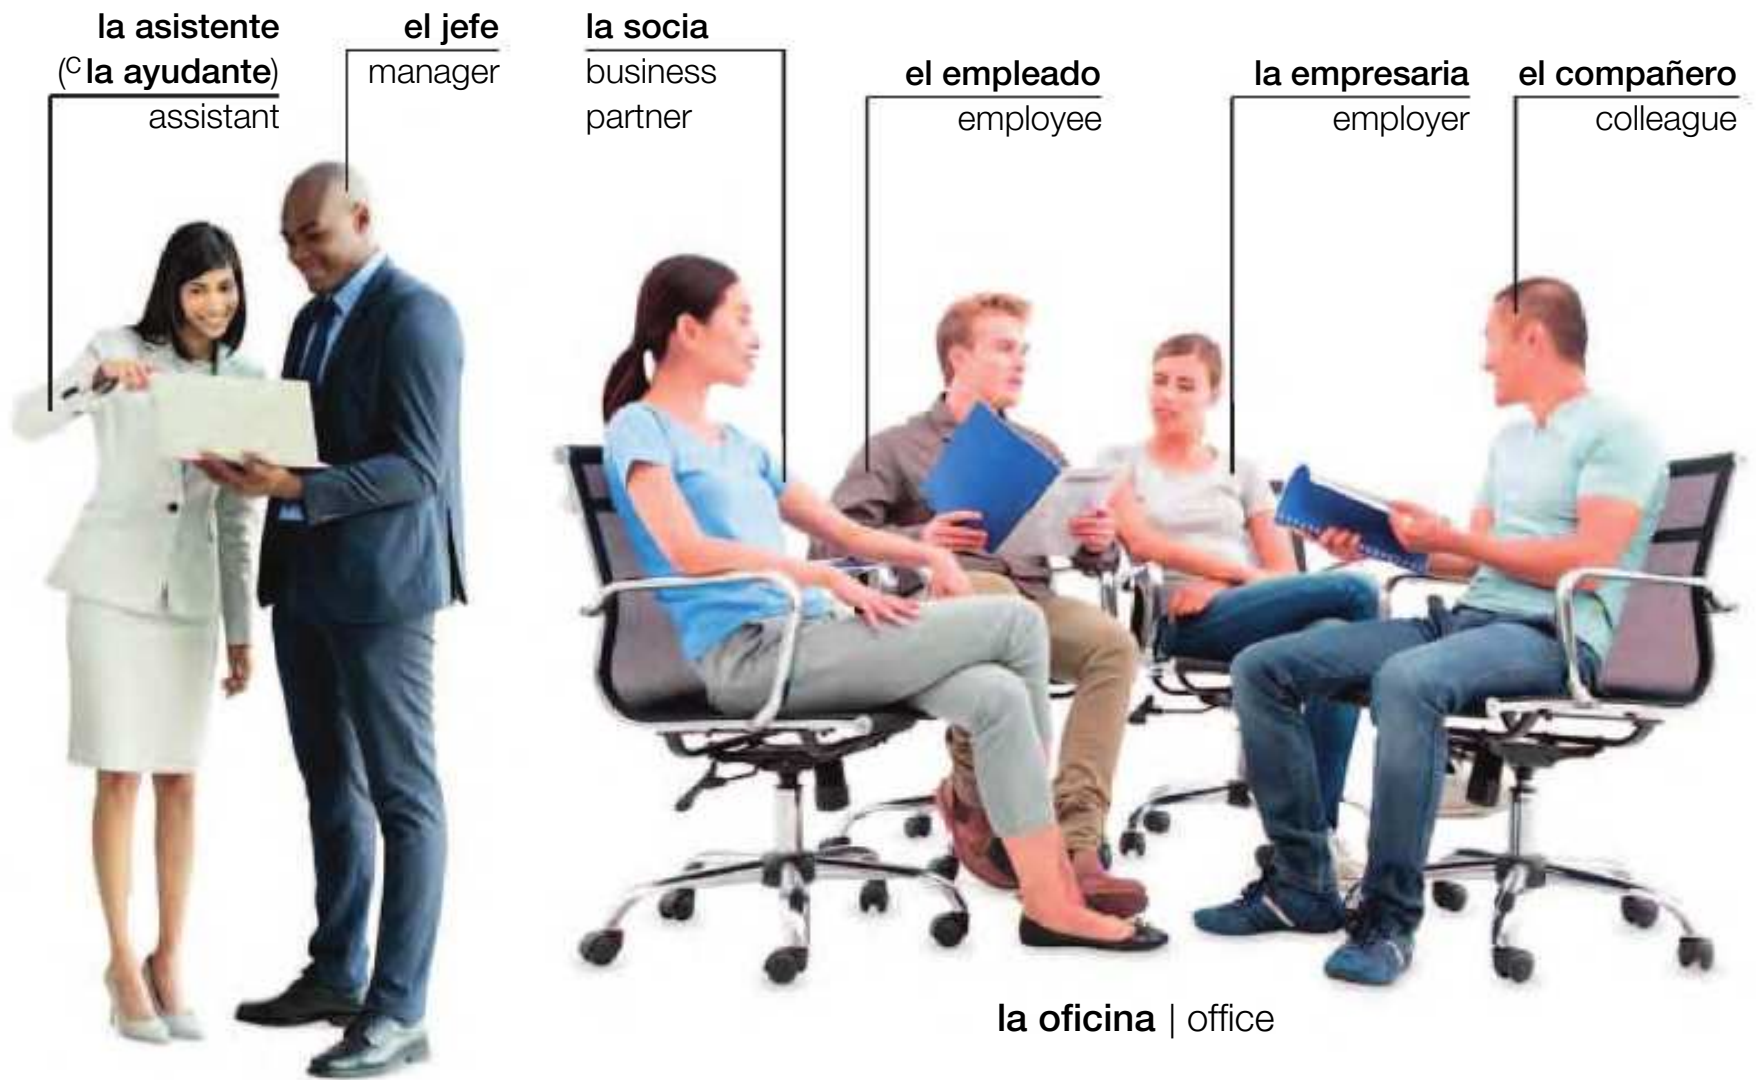 la asistente
(ᶜla ayudante)
assistant
el jefe
manager
la socia
business
partner
el empleado
employee
la empresaria
employer
el compañero
colleague
la oficina | office